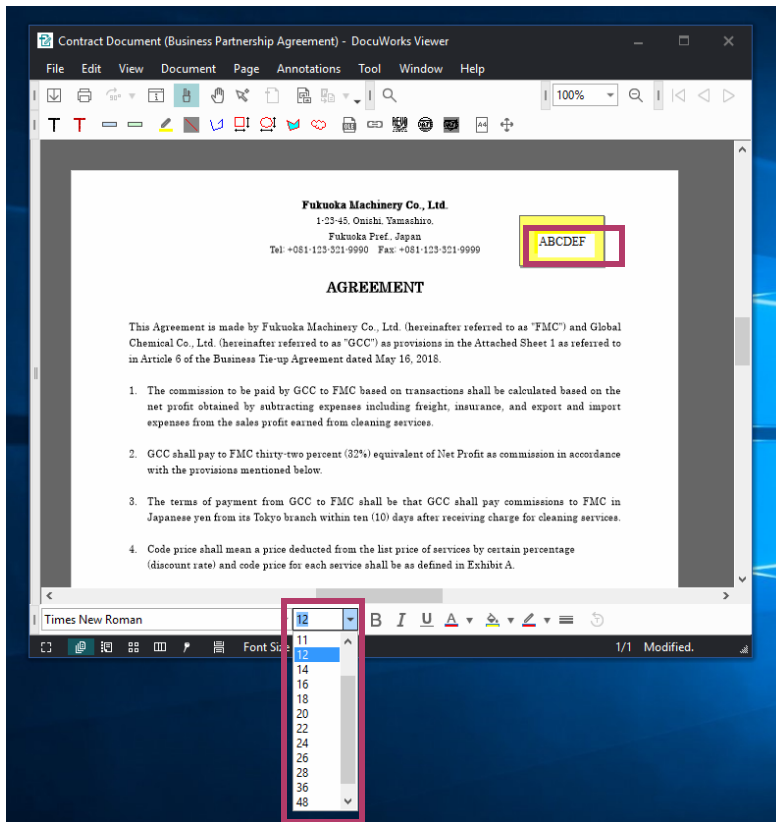 Contract Document (Business Partnership Agreement) - DocuWorks Viewer
File Edit View Document Page Annotations Tool Window Help
100%
T T
A4
Fukuoka Machinery Co., Ltd.
1-23-45, Onishi, Yamashiro,
Fukuoka Pref., Japan
Tel: +081-123-321-9990 Fax: +081-123-321-9999
ABCDEF
AGREEMENT
This Agreement is made by Fukuoka Machinery Co., Ltd. (hereinafter referred to as "FMC") and Global
Chemical Co., Ltd. (hereinafter referred to as "GCC") as provisions in the Attached Sheet 1 as referred to
in Article 6 of the Business Tie-up Agreement dated May 16, 2018.
1. The commission to be paid by GCC to FMC based on transactions shall be calculated based on the
net profit obtained by subtracting expenses including freight, insurance, and export and import
expenses from the sales profit earned from cleaning services.
2. GCC shall pay to FMC thirty-two percent (32%) equivalent of Net Profit as commission in accordance
with the provisions mentioned below.
3. The terms of payment from GCC to FMC shall be that GCC shall pay commissions to FMC in
Japanese yen from its Tokyo branch within ten (10) days after receiving charge for cleaning services.
4. Code price shall mean a price deducted from the list price of services by certain percentage
(discount rate) and code price for each service shall be as defined in Exhibit A.
Times New Roman 12 B I U A
Font Size 1/1 Modified.
11
12
14
16
18
20
22
24
26
28
36
48